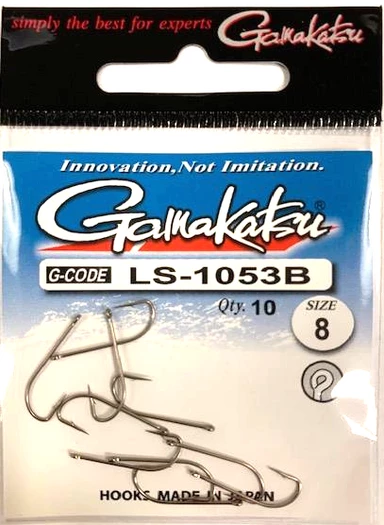 simply the best for experts
Gamakatsu
Innovation, Not Imitation.
Gamakatsu®
G-CODE LS-1053B
Qty. 10
SIZE
8
HOOKS MADE IN JAPAN